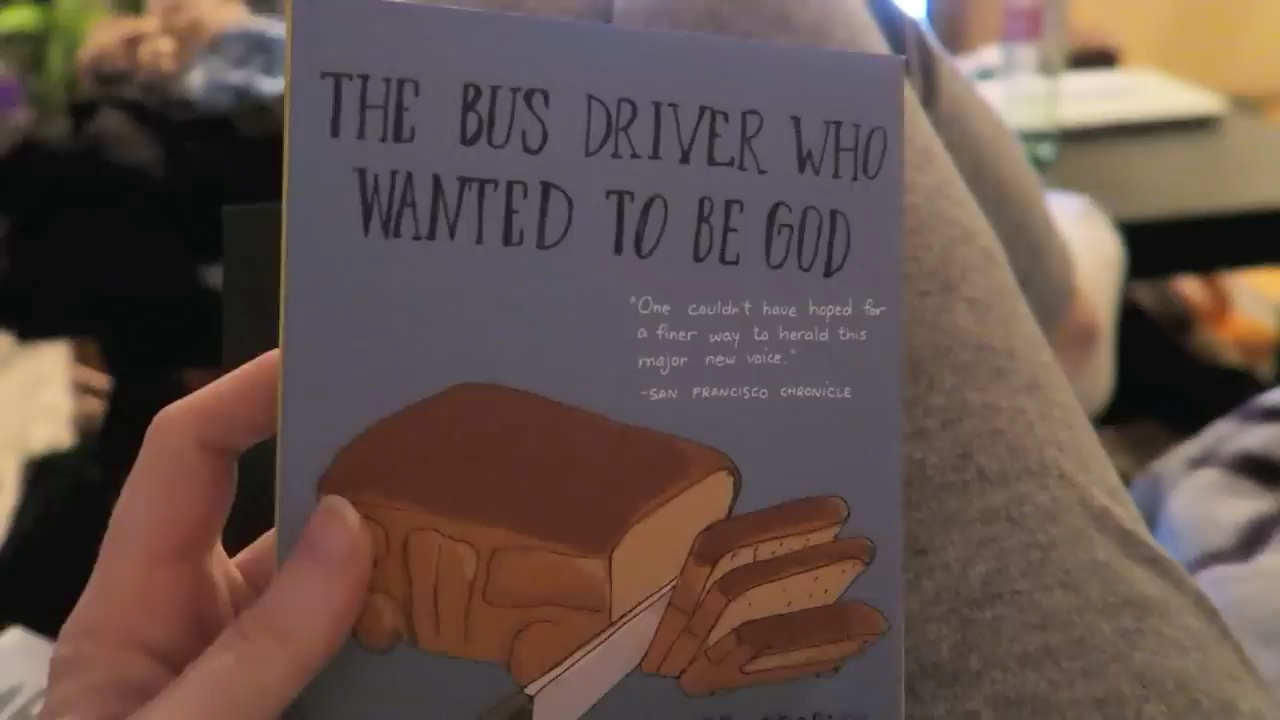 THE BUS DRIVER WHO
WANTED TO BE GOD
"One couldn't have hoped for
a finer way to herald this
major new voice."
-SAN FRANCISCO CHRONICLE